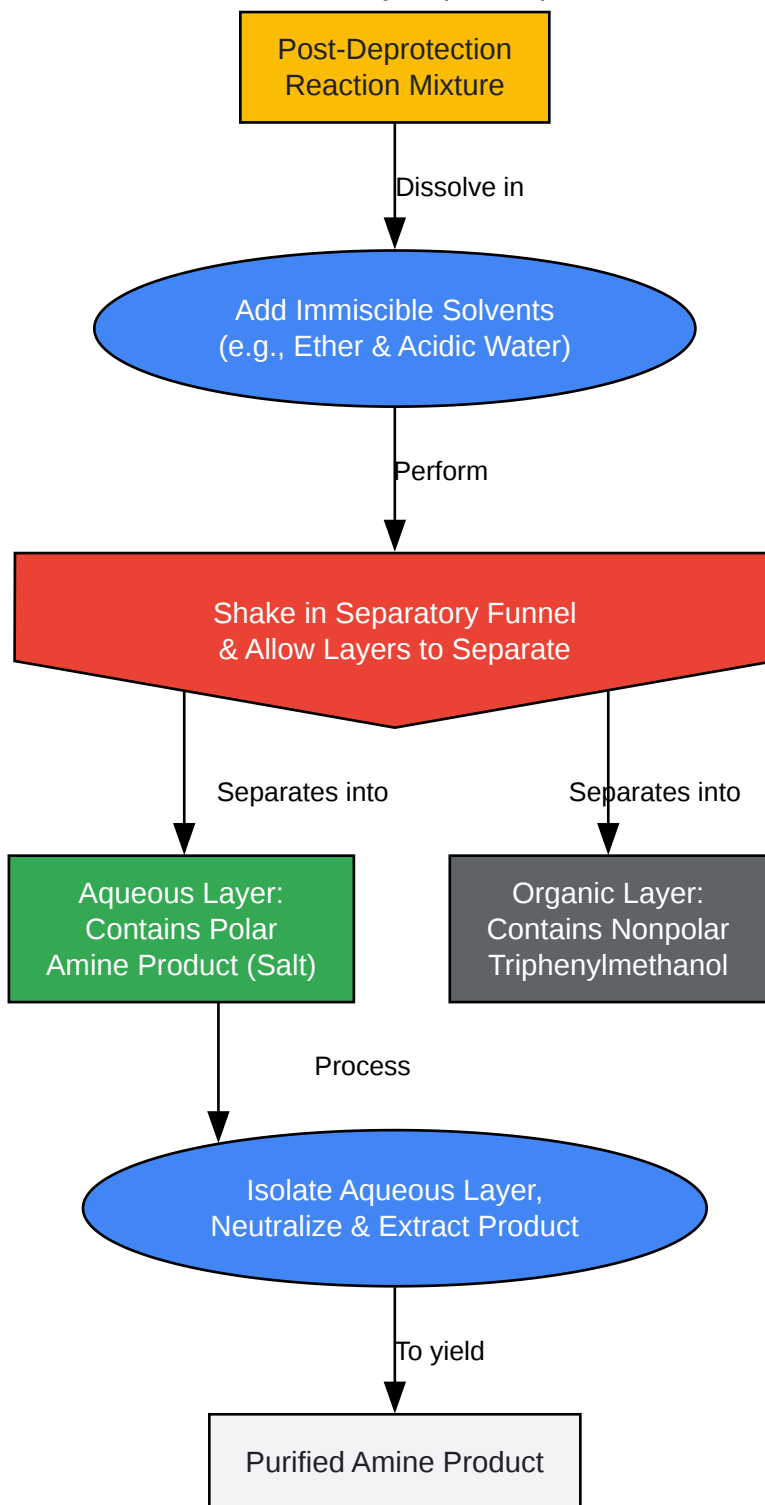 Post-Deprotection
Reaction Mixture
Dissolve in
Add Immiscible Solvents
(e.g., Ether & Acidic Water)
Perform
Shake in Separatory Funnel
& Allow Layers to Separate
Separates into
Separates into
Aqueous Layer:
Contains Polar
Amine Product (Salt)
Organic Layer:
Contains Nonpolar
Triphenylmethanol
Process
Isolate Aqueous Layer,
Neutralize & Extract Product
To yield
Purified Amine Product